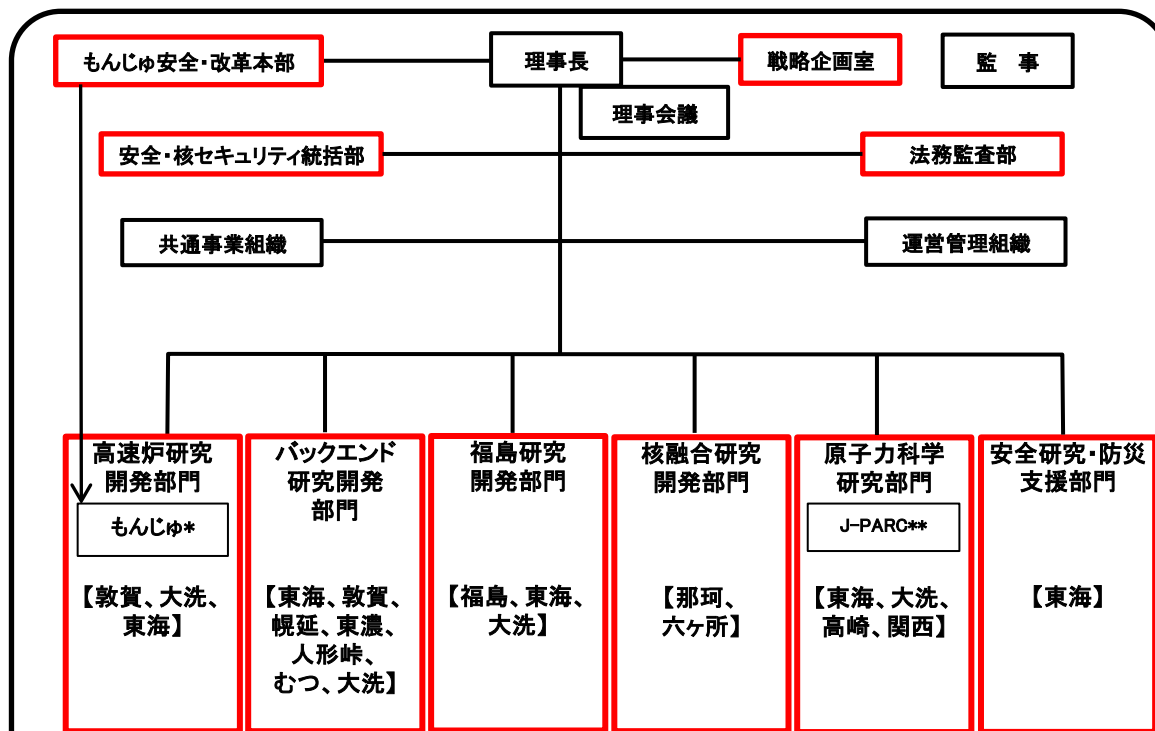 もんじゅ安全・改革本部
理事長
戦略企画室
監　事
理事会議
安全・核セキュリティ統括部
法務監査部
共通事業組織
運営管理組織
高速炉研究
開発部門
もんじゅ*
【敦賀、大洗、
東海】
バックエンド
研究開発
部門
【東海、敦賀、
幌延、東濃、
人形峠、
むつ、大洗】
福島研究
開発部門
【福島、東海、
大洗】
核融合研究
開発部門
【那珂、
六ヶ所】
原子力科学
研究部門
J-PARC**
【東海、大洗、
高崎、関西】
安全研究・防災
支援部門
【東海】